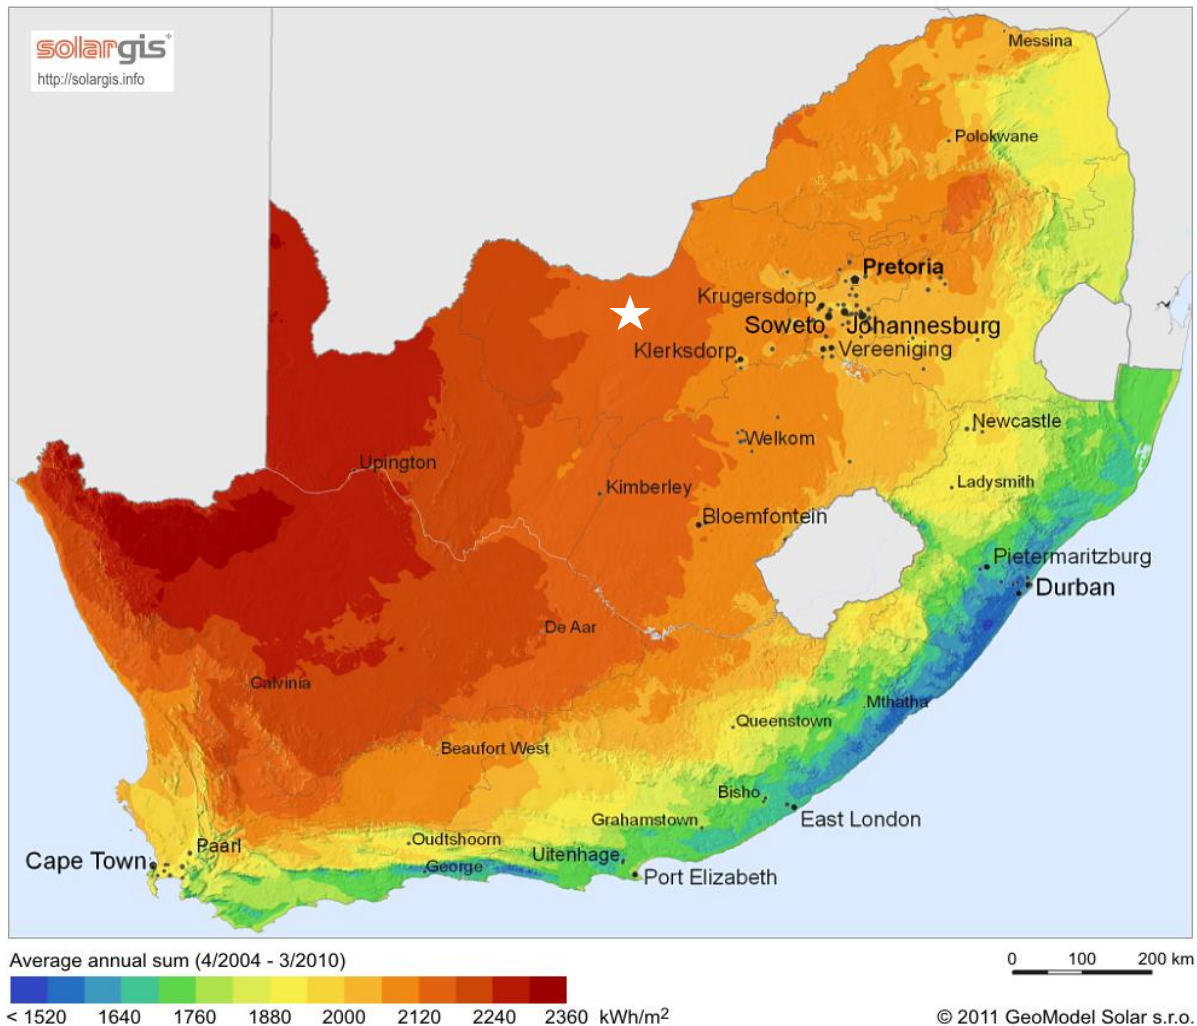 solargis
http://solargis.info
Messina
Polokwane
Pretoria
Krugersdorp
Soweto Johannesburg
Klerksdorp Vereeniging
Newcastle
Welkom
Upington
Ladysmith
Kimberley
Bloemfontein
Pietermaritzburg
Durban
De Aar
Calvinia
Mthatha
Queenstown
Beaufort West
Bisho
Grahamstown East London
Oudtshoorn
Paarl
Uitenhage
Cape Town
George
Port Elizabeth
Average annual sum (4/2004 - 3/2010)
0 100 200 km
< 1520 1640 1760 1880 2000 2120 2240 2360 kWh/m²
© 2011 GeoModel Solar s.r.o.